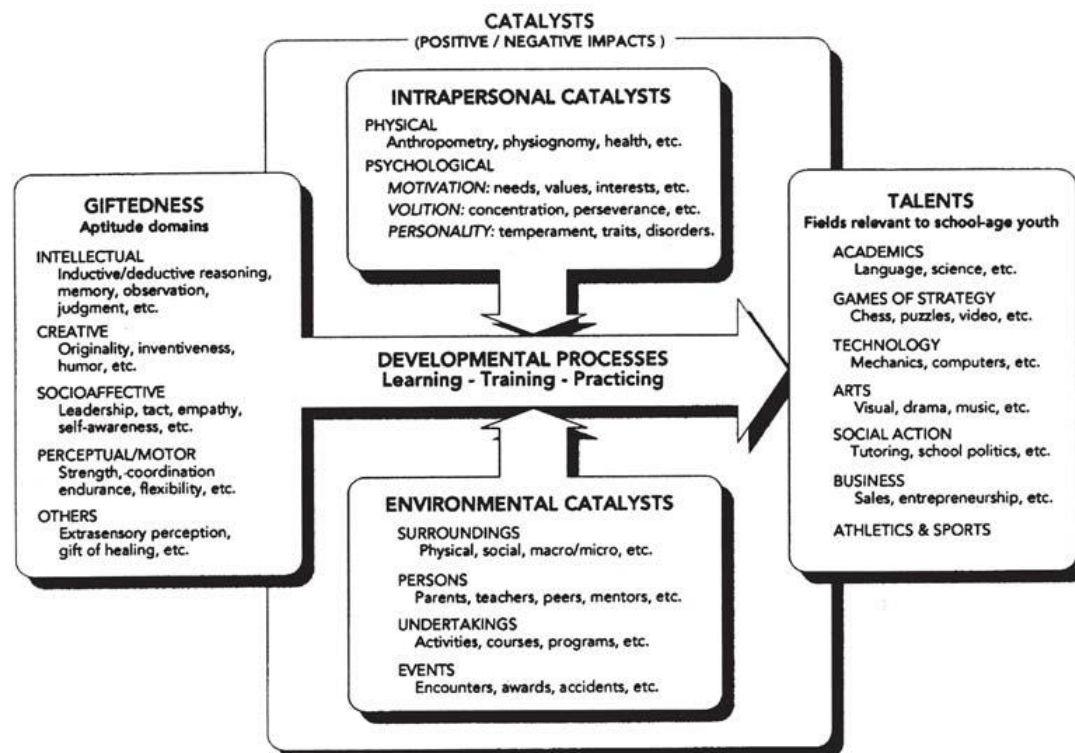 CATALYSTS
(POSITIVE / NEGATIVE IMPACTS )
INTRAPERSONAL CATALYSTS
PHYSICAL
Anthropometry, physiognomy, health, etc.
PSYCHOLOGICAL
MOTIVATION: needs, values, interests, etc.
VOLITION: concentration, perseverance, etc.
PERSONALITY: temperament, traits, disorders.
GIFTEDNESS
Aptitude domains
INTELLECTUAL
Inductive/deductive reasoning,
memory, observation,
judgment, etc.
CREATIVE
Originality, inventiveness,
humor, etc.
SOCIOAFFECTIVE
Leadership, tact, empathy,
self-awareness, etc.
PERCEPTUAL/MOTOR
Strength, coordination
endurance, flexibility, etc.
OTHERS
Extrasensory perception,
gift of healing, etc.
DEVELOPMENTAL PROCESSES
Learning - Training - Practicing
ENVIRONMENTAL CATALYSTS
SURROUNDINGS
Physical, social, macro/micro, etc.
PERSONS
Parents, teachers, peers, mentors, etc.
UNDERTAKINGS
Activities, courses, programs, etc.
EVENTS
Encounters, awards, accidents, etc.
TALENTS
Fields relevant to school-age youth
ACADEMICS
Language, science, etc.
GAMES OF STRATEGY
Chess, puzzles, video, etc.
TECHNOLOGY
Mechanics, computers, etc.
ARTS
Visual, drama, music, etc.
SOCIAL ACTION
Tutoring, school politics, etc.
BUSINESS
Sales, entrepreneurship, etc.
ATHLETICS & SPORTS